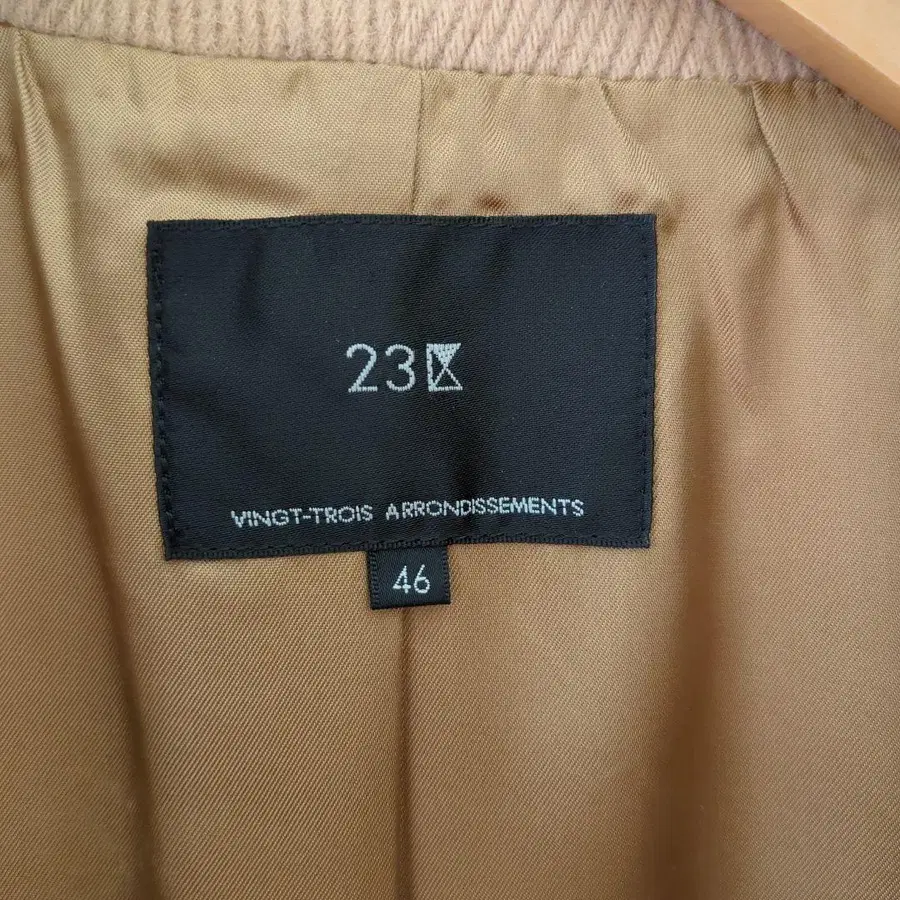 23区
VINGT-TROIS ARRONDISSEMENTS
46